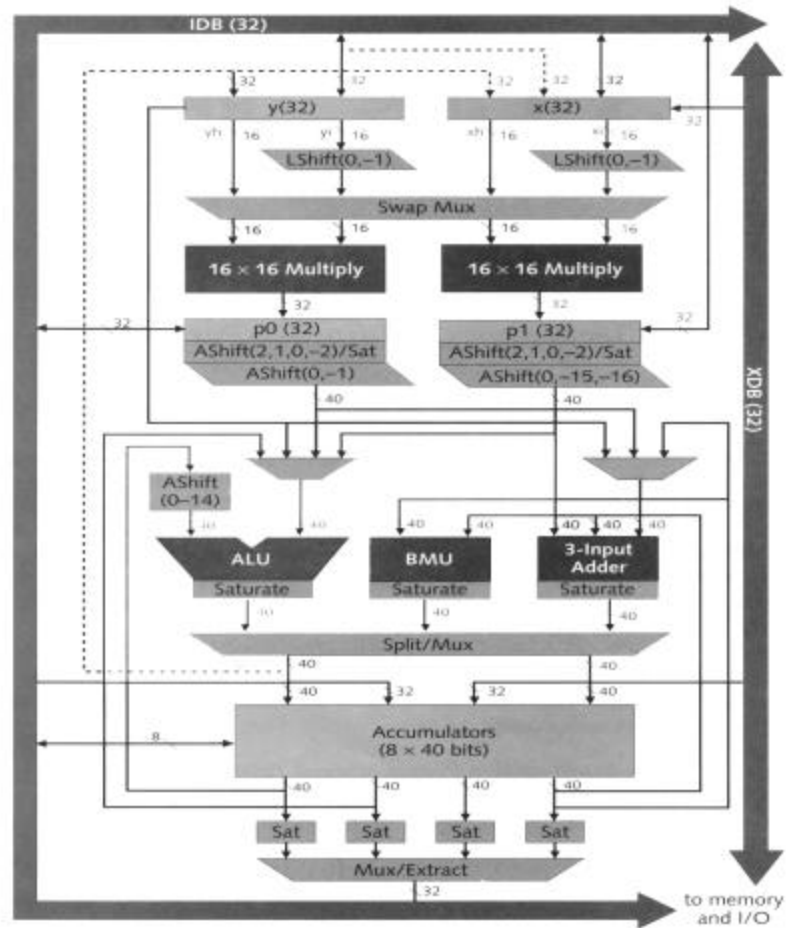 IDB (32)
32 32 32 32 32
y(32) x(32)
32
yh 16 yl 16 xh 16 16
LShift(0,–1) LShift(0,–1)
Swap Mux
16 16 16 16
16 × 16 Multiply 16 × 16 Multiply
32 32
32 p0 (32) p1 (32) 32
AShift(2,1,0,–2)/Sat AShift(2,1,0,–2)/Sat
AShift(0,–1) AShift(0,–15,–16)
40 40
XDB (32)
AShift
(0–14)
40 40 40 40 40 40 40
ALU BMU 3-Input
Adder
Saturate Saturate Saturate
40 40 40
Split/Mux
40 40
40 32 32 40
Accumulators
(8 × 40 bits)
8
40 40 40 40
Sat Sat Sat Sat
Mux/Extract
32
to memory
and I/O